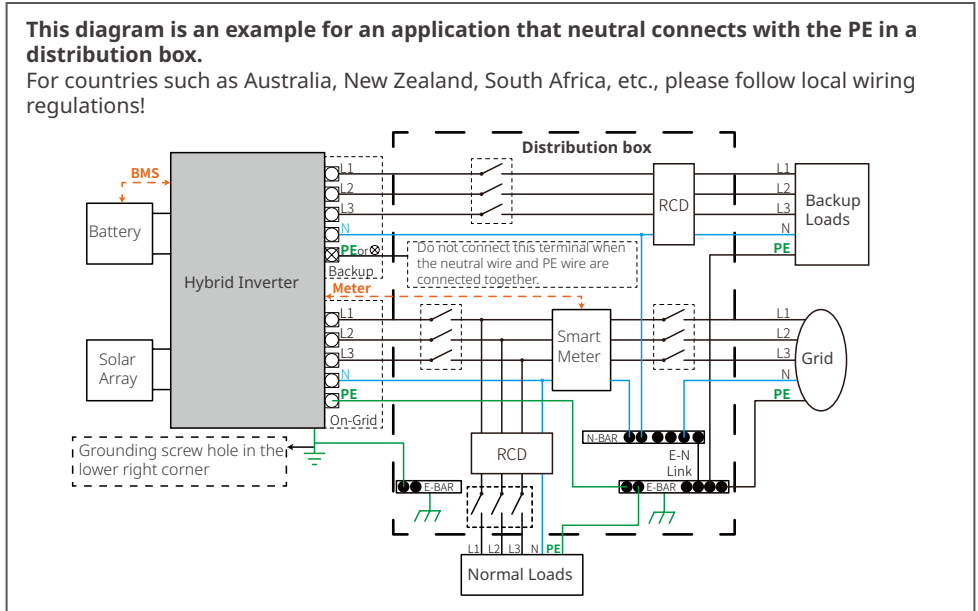 This diagram is an example for an application that neutral connects with the PE in a
distribution box.
For countries such as Australia, New Zealand, South Africa, etc., please follow local wiring
regulations!
Distribution box
BMS
Battery
Hybrid Inverter
Solar
Array
L1
L2
L3
N
PE or
Backup
Do not connect this terminal when
the neutral wire and PE wire are
connected together.
RCD
L1
L2
L3
N
PE
Backup
Loads
Meter
L1
L2
L3
N
PE
On-Grid
Smart
Meter
L1
L2
L3
N
PE
Grid
Grounding screw hole in the
lower right corner
RCD
N-BAR
E-N
Link
E-BAR
E-BAR
L1 L2 L3 N PE
Normal Loads